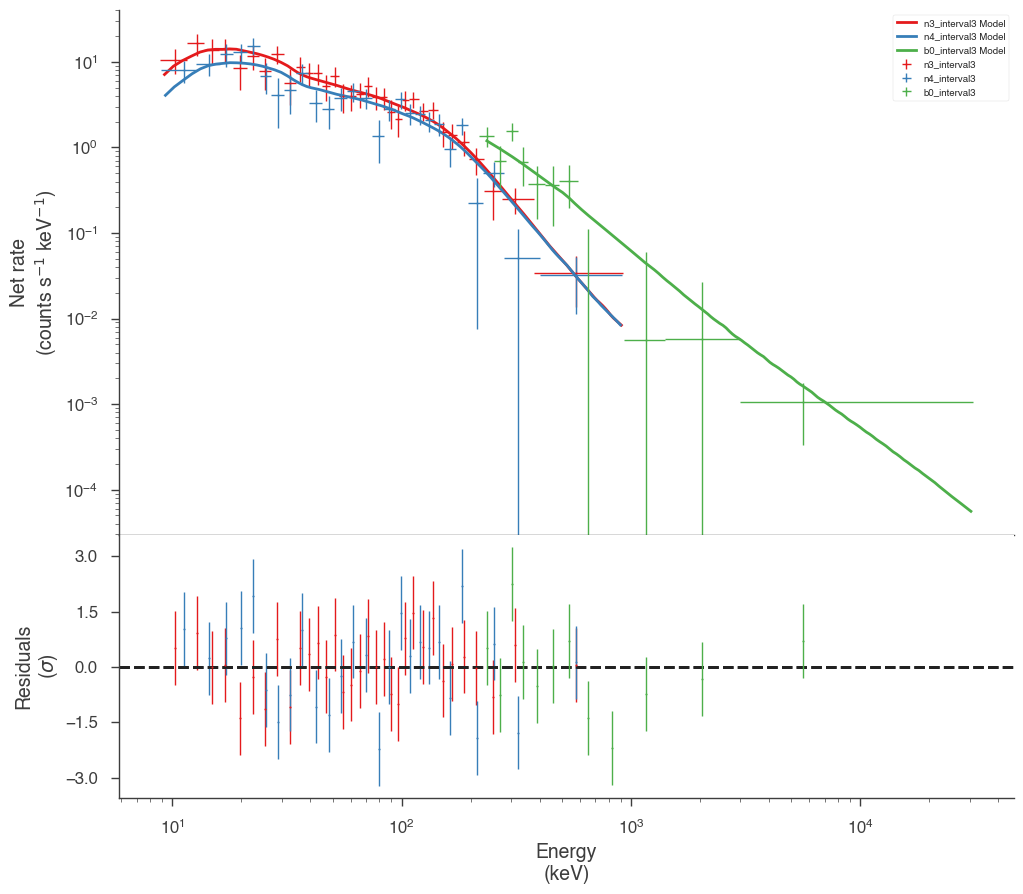 n3_interval3 Model
n4_interval3 Model
b0_interval3 Model
n3_interval3
n4_interval3
b0_interval3
Net rate
(counts s⁻¹ keV⁻¹)
10¹
10⁰
10⁻¹
10⁻²
10⁻³
10⁻⁴
Residuals
(σ)
3.0
1.5
0.0
−1.5
−3.0
10¹
10²
10³
10⁴
Energy
(keV)